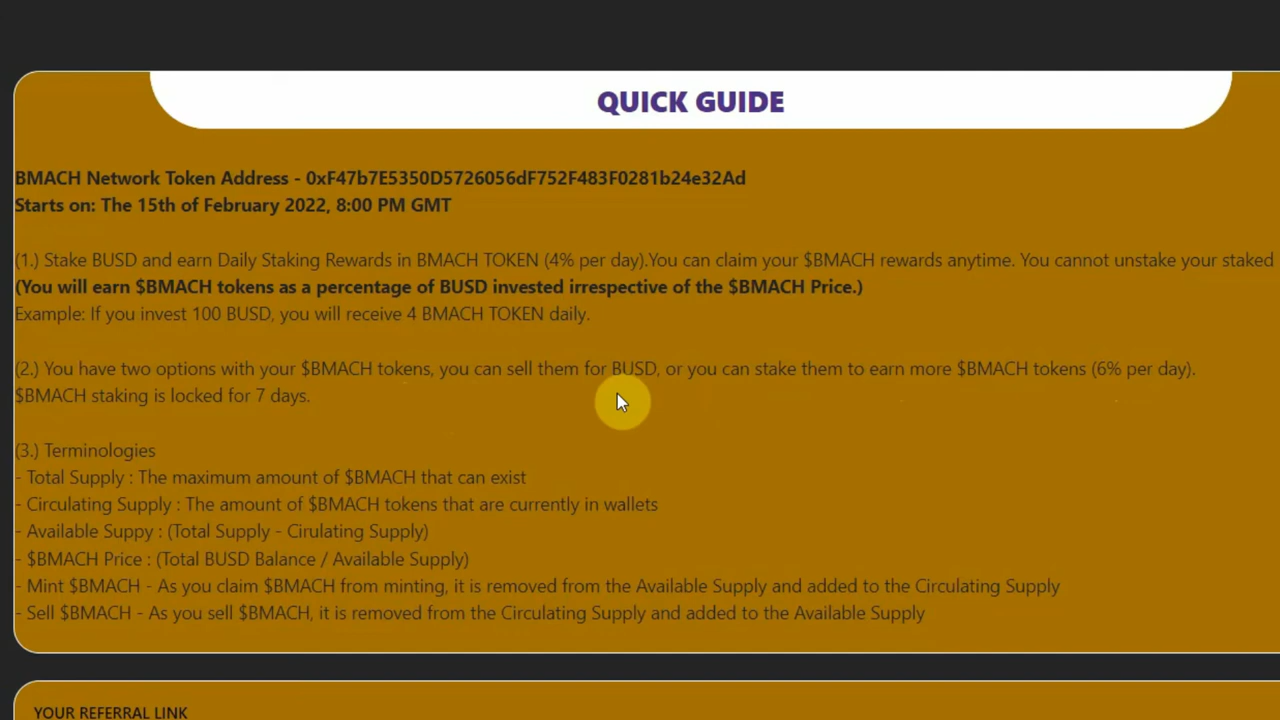 QUICK GUIDE
BMACH Network Token Address - 0xF47b7E5350D5726056dF752F483F0281b24e32Ad
Starts on: The 15th of February 2022, 8:00 PM GMT
(1.) Stake BUSD and earn Daily Staking Rewards in BMACH TOKEN (4% per day).You can claim your $BMACH rewards anytime. You cannot unstake your staked
(You will earn $BMACH tokens as a percentage of BUSD invested irrespective of the $BMACH Price.)
Example: If you invest 100 BUSD, you will receive 4 BMACH TOKEN daily.
(2.) You have two options with your $BMACH tokens, you can sell them for BUSD, or you can stake them to earn more $BMACH tokens (6% per day).
$BMACH staking is locked for 7 days.
(3.) Terminologies
- Total Supply : The maximum amount of $BMACH that can exist
- Circulating Supply : The amount of $BMACH tokens that are currently in wallets
- Available Suppy : (Total Supply - Cirulating Supply)
- $BMACH Price : (Total BUSD Balance / Available Supply)
- Mint $BMACH - As you claim $BMACH from minting, it is removed from the Available Supply and added to the Circulating Supply
- Sell $BMACH - As you sell $BMACH, it is removed from the Circulating Supply and added to the Available Supply
YOUR REFERRAL LINK